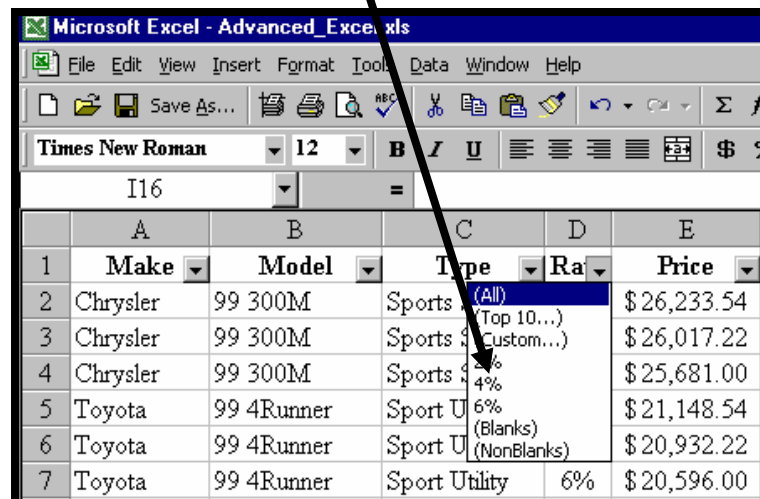 Microsoft Excel - Advanced_Excel.xls
File Edit View Insert Format Tools Data Window Help
Save As... ABC Σ
Times New Roman 12 B I U $
I16 =
A B C D E
1 Make Model Type Ra Price
2 Chrysler 99 300M Sports $26,233.54
3 Chrysler 99 300M Sports $26,017.22
4 Chrysler 99 300M Sports $25,681.00
5 Toyota 99 4Runner Sport U $21,148.54
6 Toyota 99 4Runner Sport U $20,932.22
7 Toyota 99 4Runner Sport Utility 6% $20,596.00
(All)
(Top 10...)
(Custom...)
4%
6%
(Blanks)
(NonBlanks)